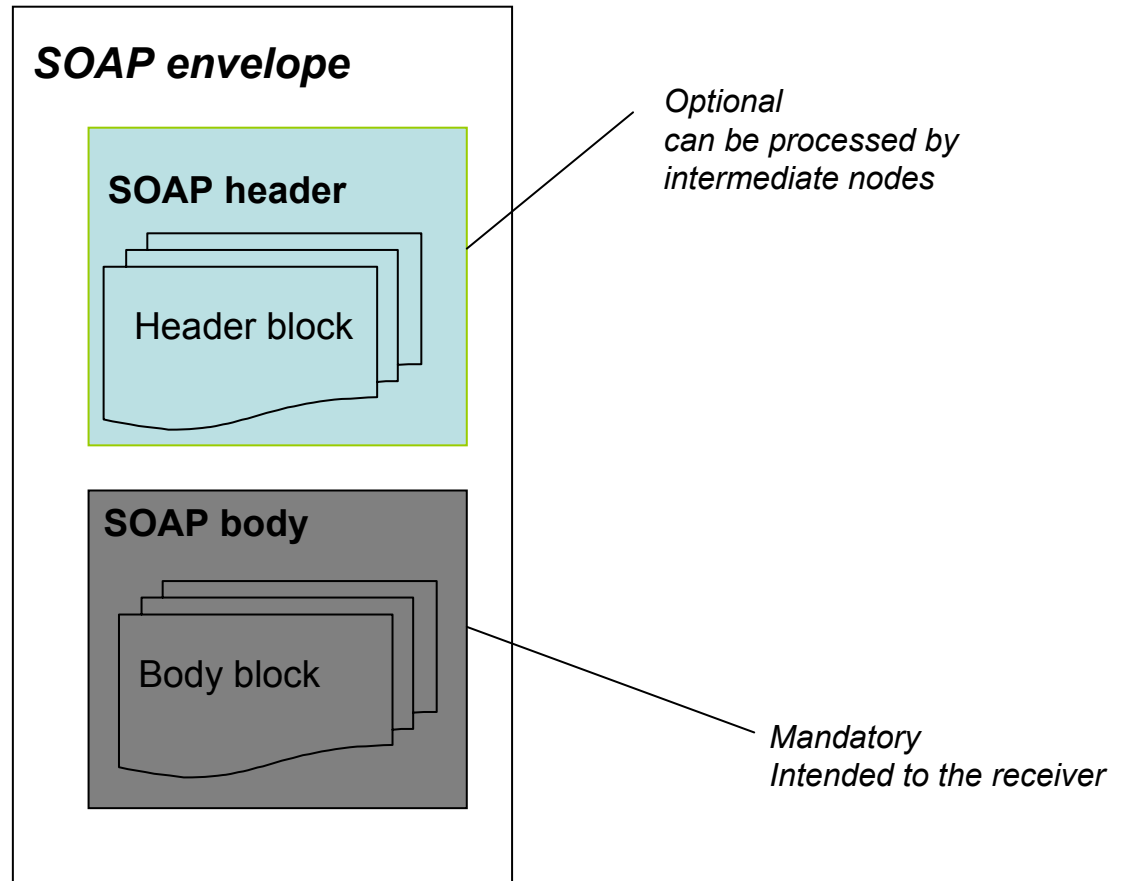 SOAP envelope
Optional
can be processed by
intermediate nodes
SOAP header
Header block
SOAP body
Body block
Mandatory
Intended to the receiver